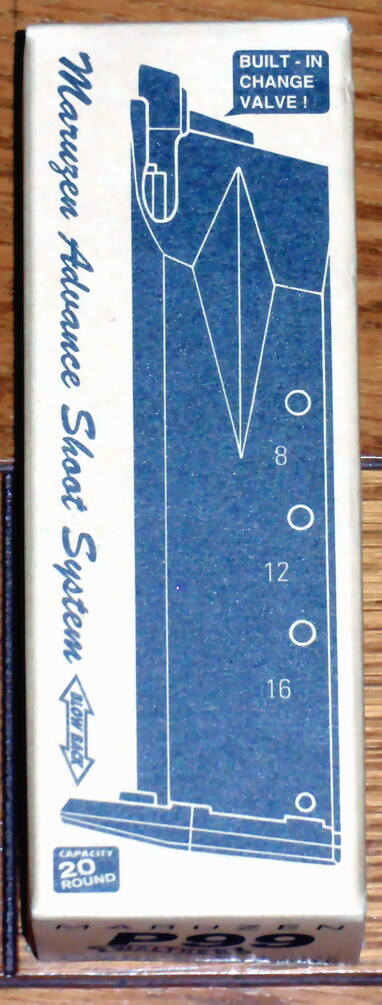 BUILT - IN
CHANGE
VALVE !
Maruzen Advance Shoot System
BLOW BACK
8
12
16
CAPACITY
20
ROUND
MARUZEN
P99